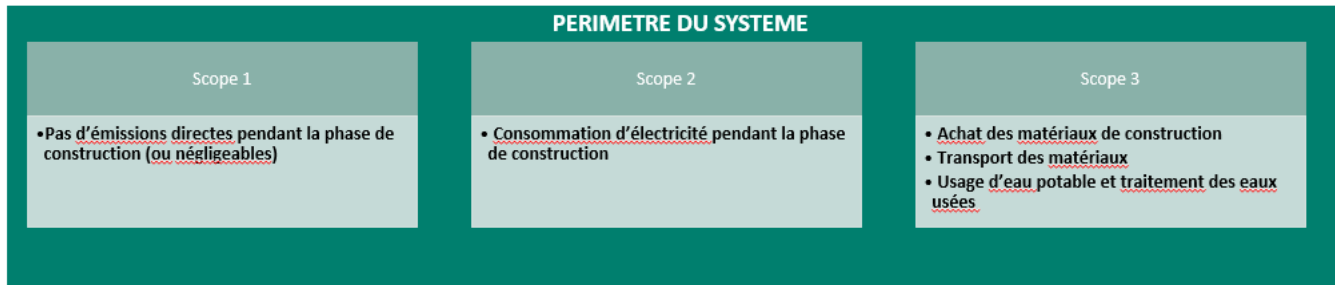 PERIMETRE DU SYSTEME
Scope 1
•Pas d'émissions directes pendant la phase de
construction (ou négligeables)
Scope 2
• Consommation d'électricité pendant la phase
de construction
Scope 3
• Achat des matériaux de construction
• Transport des matériaux
• Usage d'eau potable et traitement des eaux
usées